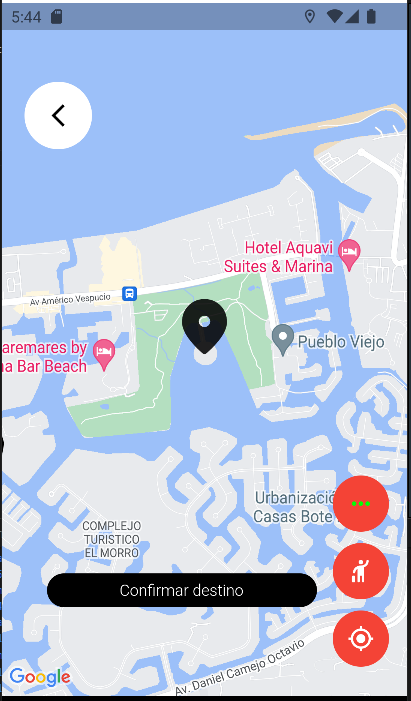 5:44
Hotel Aquavi
Suites & Marina
Av Américo Vespucio
Pueblo Viejo
aremares by
na Bar Beach
Urbanizació
Casas Bote
COMPLEJO
TURISTICO
EL MORRO
Confirmar destino
Google
Av. Daniel Camejo Octavio